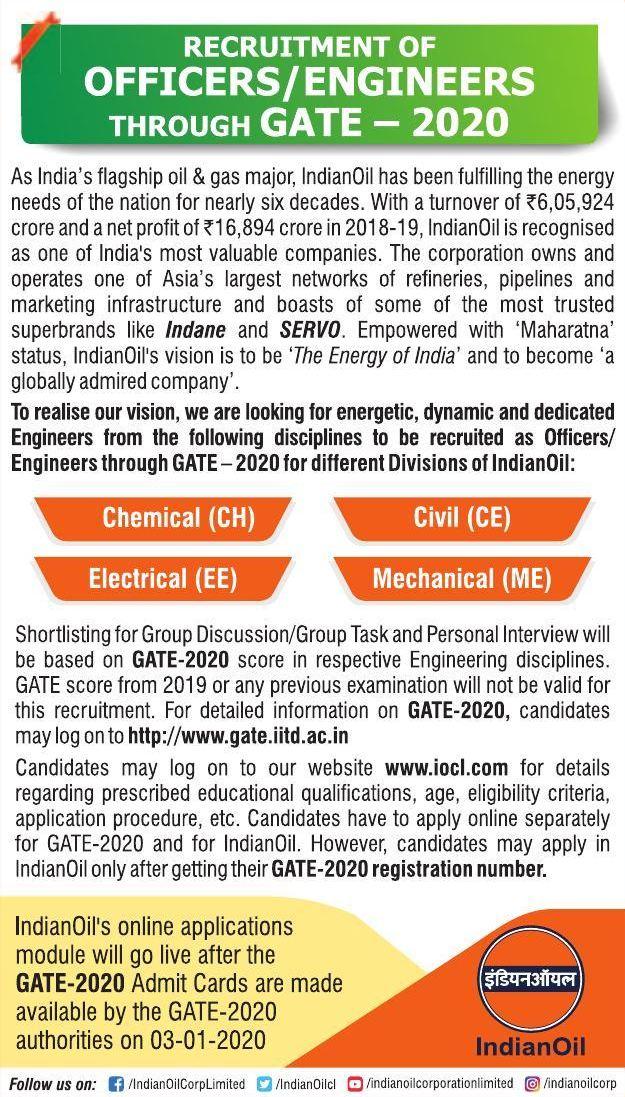 RECRUITMENT OF
OFFICERS/ENGINEERS
THROUGH GATE – 2020
As India's flagship oil & gas major, IndianOil has been fulfilling the energy
needs of the nation for nearly six decades. With a turnover of ₹6,05,924
crore and a net profit of ₹16,894 crore in 2018-19, IndianOil is recognised
as one of India's most valuable companies. The corporation owns and
operates one of Asia's largest networks of refineries, pipelines and
marketing infrastructure and boasts of some of the most trusted
superbrands like Indane and SERVO. Empowered with 'Maharatna'
status, IndianOil's vision is to be 'The Energy of India' and to become 'a
globally admired company'.
To realise our vision, we are looking for energetic, dynamic and dedicated
Engineers from the following disciplines to be recruited as Officers/
Engineers through GATE – 2020 for different Divisions of IndianOil:
Chemical (CH)
Civil (CE)
Electrical (EE)
Mechanical (ME)
Shortlisting for Group Discussion/Group Task and Personal Interview will
be based on GATE-2020 score in respective Engineering disciplines.
GATE score from 2019 or any previous examination will not be valid for
this recruitment. For detailed information on GATE-2020, candidates
may log on to http://www.gate.iitd.ac.in
Candidates may log on to our website www.iocl.com for details
regarding prescribed educational qualifications, age, eligibility criteria,
application procedure, etc. Candidates have to apply online separately
for GATE-2020 and for IndianOil. However, candidates may apply in
IndianOil only after getting their GATE-2020 registration number.
IndianOil's online applications
module will go live after the
GATE-2020 Admit Cards are made
available by the GATE-2020
authorities on 03-01-2020
इंडियनऑयल
IndianOil
Follow us on: /IndianOilCorpLimited /IndianOilcl /indianoilcorporationlimited /indianoilcorp